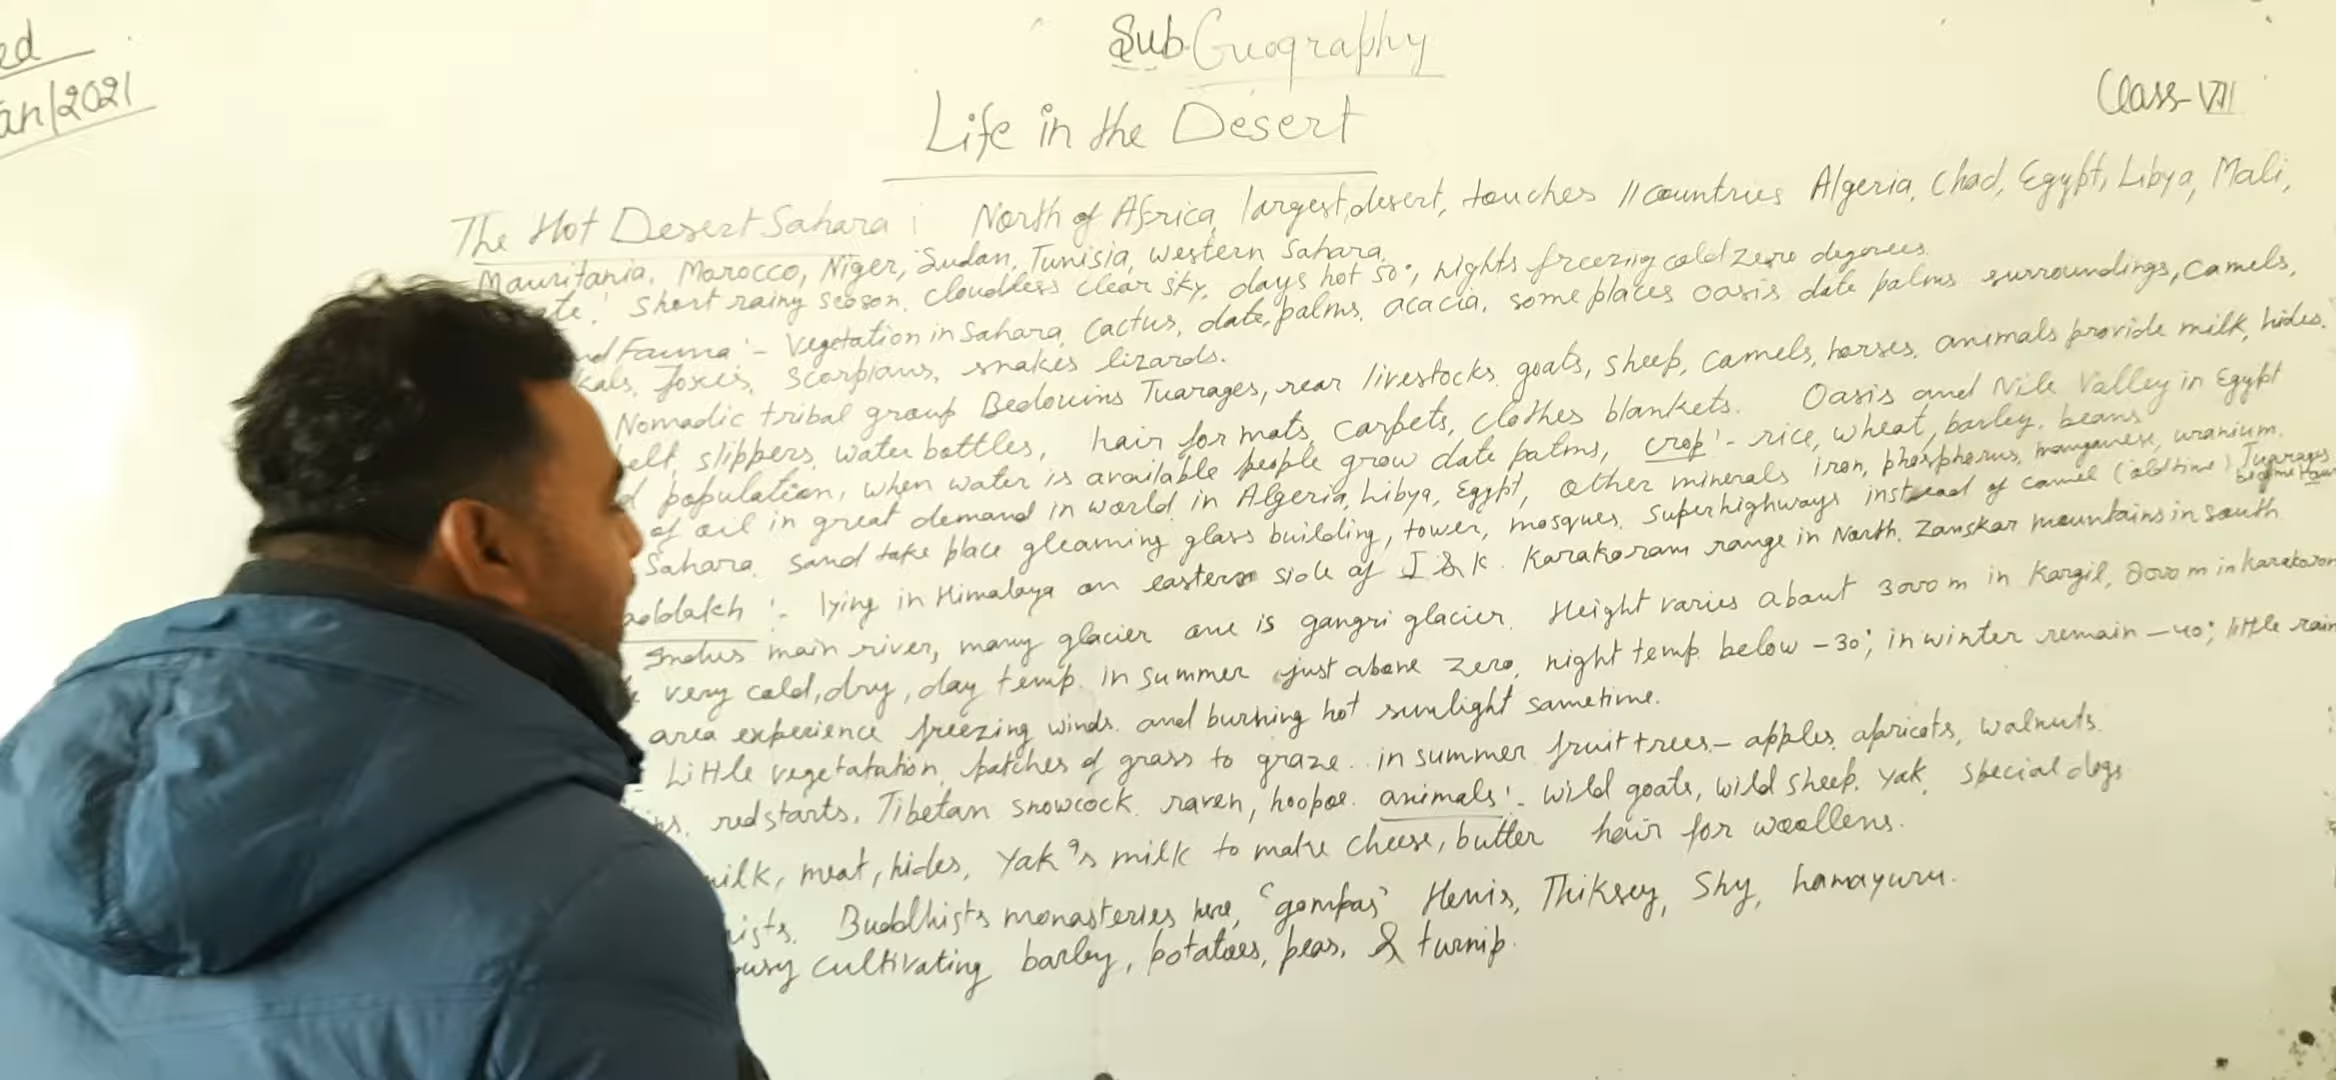 ed
an/2021
Sub. Geography
Class-VII
Life in the Desert
The Hot Desert Sahara : North of Africa, largest, desert, touches 11 countries Algeria, Chad, Egypt, Libya, Mali,
Mauritania, Morocco, Niger, Sudan, Tunisia, western Sahara,
ate: Short rainy season, cloudless clear sky, days hot 50°, nights freezing cold zero degrees.
nd Fauna:- Vegetation in Sahara, cactus, date, palms, acacia, some places oasis date palms surroundings, camels,
kals, foxes, scorpians, snakes lizards.
Nomadic tribal group Bedouins Tuarages, rear livestocks goats, sheep, camels, horses, animals provide milk, hides.
elt, slippers, water bottles, hair for mats, carpets, clothes blankets. Oasis and Nile Valley in Egypt
d population, when water is available people grow date palms, crop:- rice, wheat, barley, beans
of oil in great demand in world in Algeria, Libya, Egypt, other minerals iron, phosphorus, manganese, uranium.
Sahara, sand take place gleaming glass building, tower, mosques, superhighways instead of camel (old time) Tuarages
addakh :- lying in Himalaya on eastern side of J & K. Karakoram range in North, Zanskar mountains in south
Indus main river, many glacier one is gangri glacier. Height varies about 3000 m in Kargil, 8000 m in karakoram
very cold, dry, day temp. in summer just above zero, night temp. below -30°, in winter remain -40°, little rain
area experience freezing winds. and burning hot sunlight sometime.
Little vegetatation, patches of grass to graze. in summer fruit trees - apples, apricots, walnuts.
redstarts, Tibetan snowcock, raven, hoopoe. animals:- wild goats, wild sheep, yak, special dogs
milk, meat, hides, Yak's milk to make cheese, butter hair for woollens.
ists. Buddhists monasteries here, "gompas" Hemis, Thiksey, Shy, Lamayuru.
busy cultivating barley, potatoes, peas, & turnip.